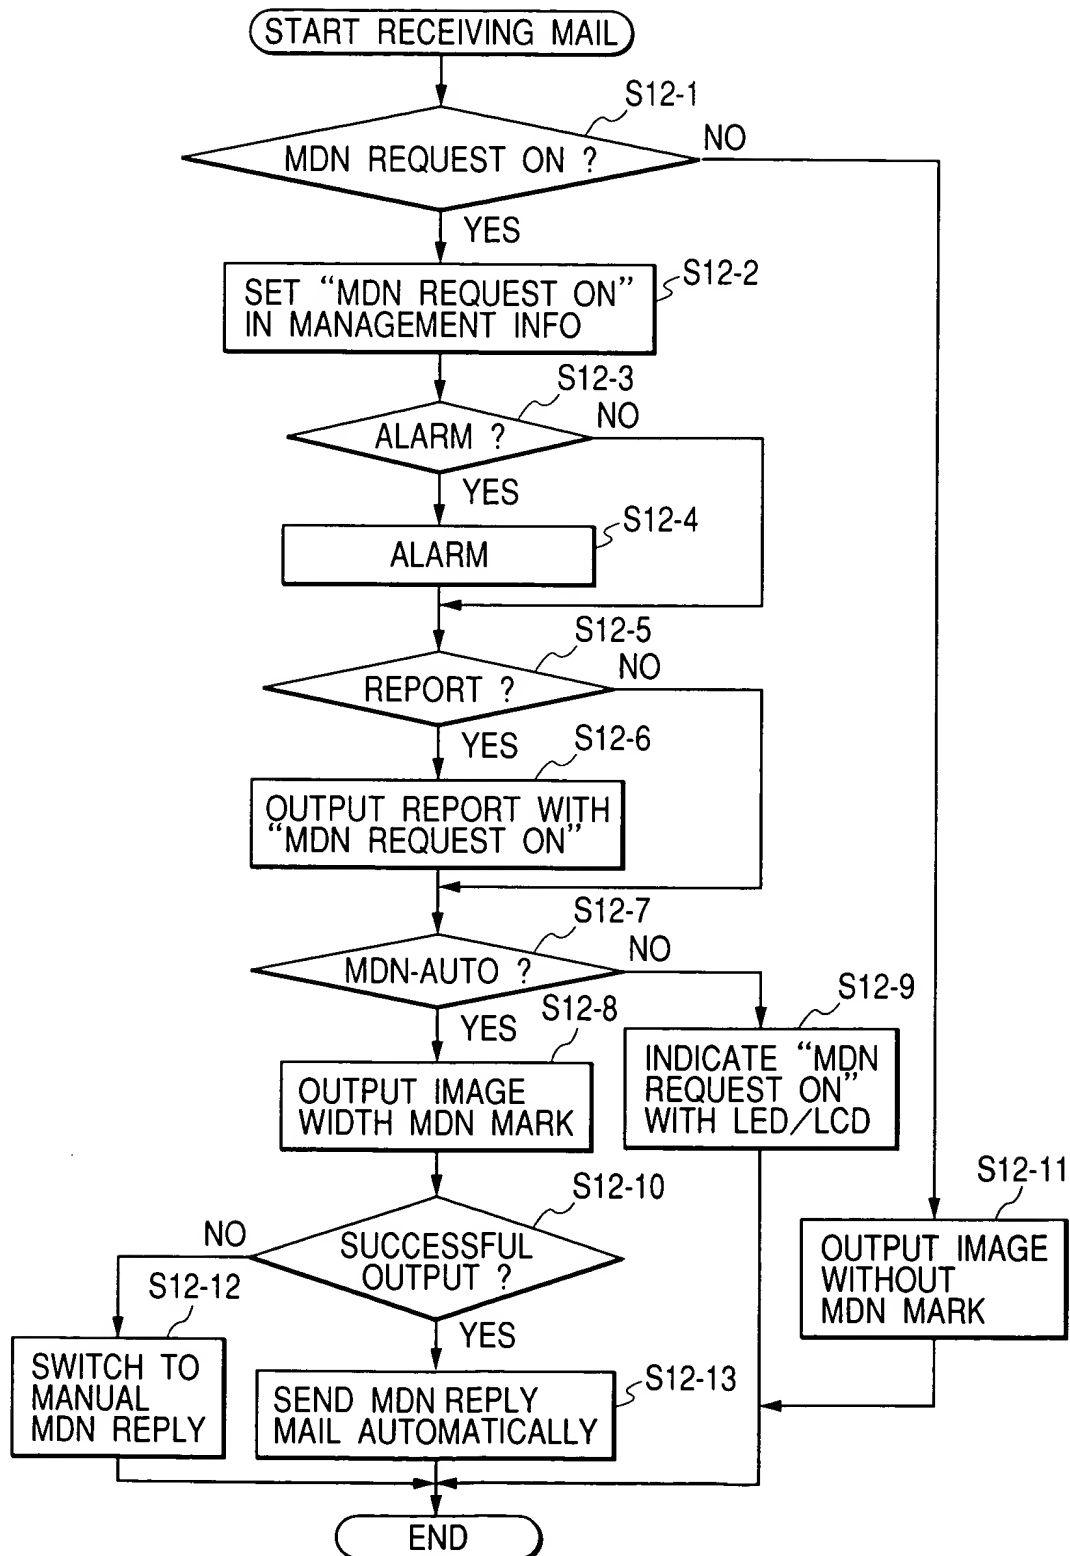 START RECEIVING MAIL
S12-1
MDN REQUEST ON ?
NO
YES
S12-2
SET “MDN REQUEST ON”
IN MANAGEMENT INFO
S12-3
NO
ALARM ?
YES
S12-4
ALARM
S12-5
NO
REPORT ?
YES
S12-6
OUTPUT REPORT WITH
“MDN REQUEST ON”
S12-7
NO
MDN-AUTO ?
YES
S12-8
S12-9
OUTPUT IMAGE
WIDTH MDN MARK
INDICATE “MDN
REQUEST ON”
WITH LED/LCD
S12-10
S12-11
NO
SUCCESSFUL
OUTPUT ?
OUTPUT IMAGE
WITHOUT
MDN MARK
S12-12
YES
SWITCH TO
MANUAL
MDN REPLY
S12-13
SEND MDN REPLY
MAIL AUTOMATICALLY
END